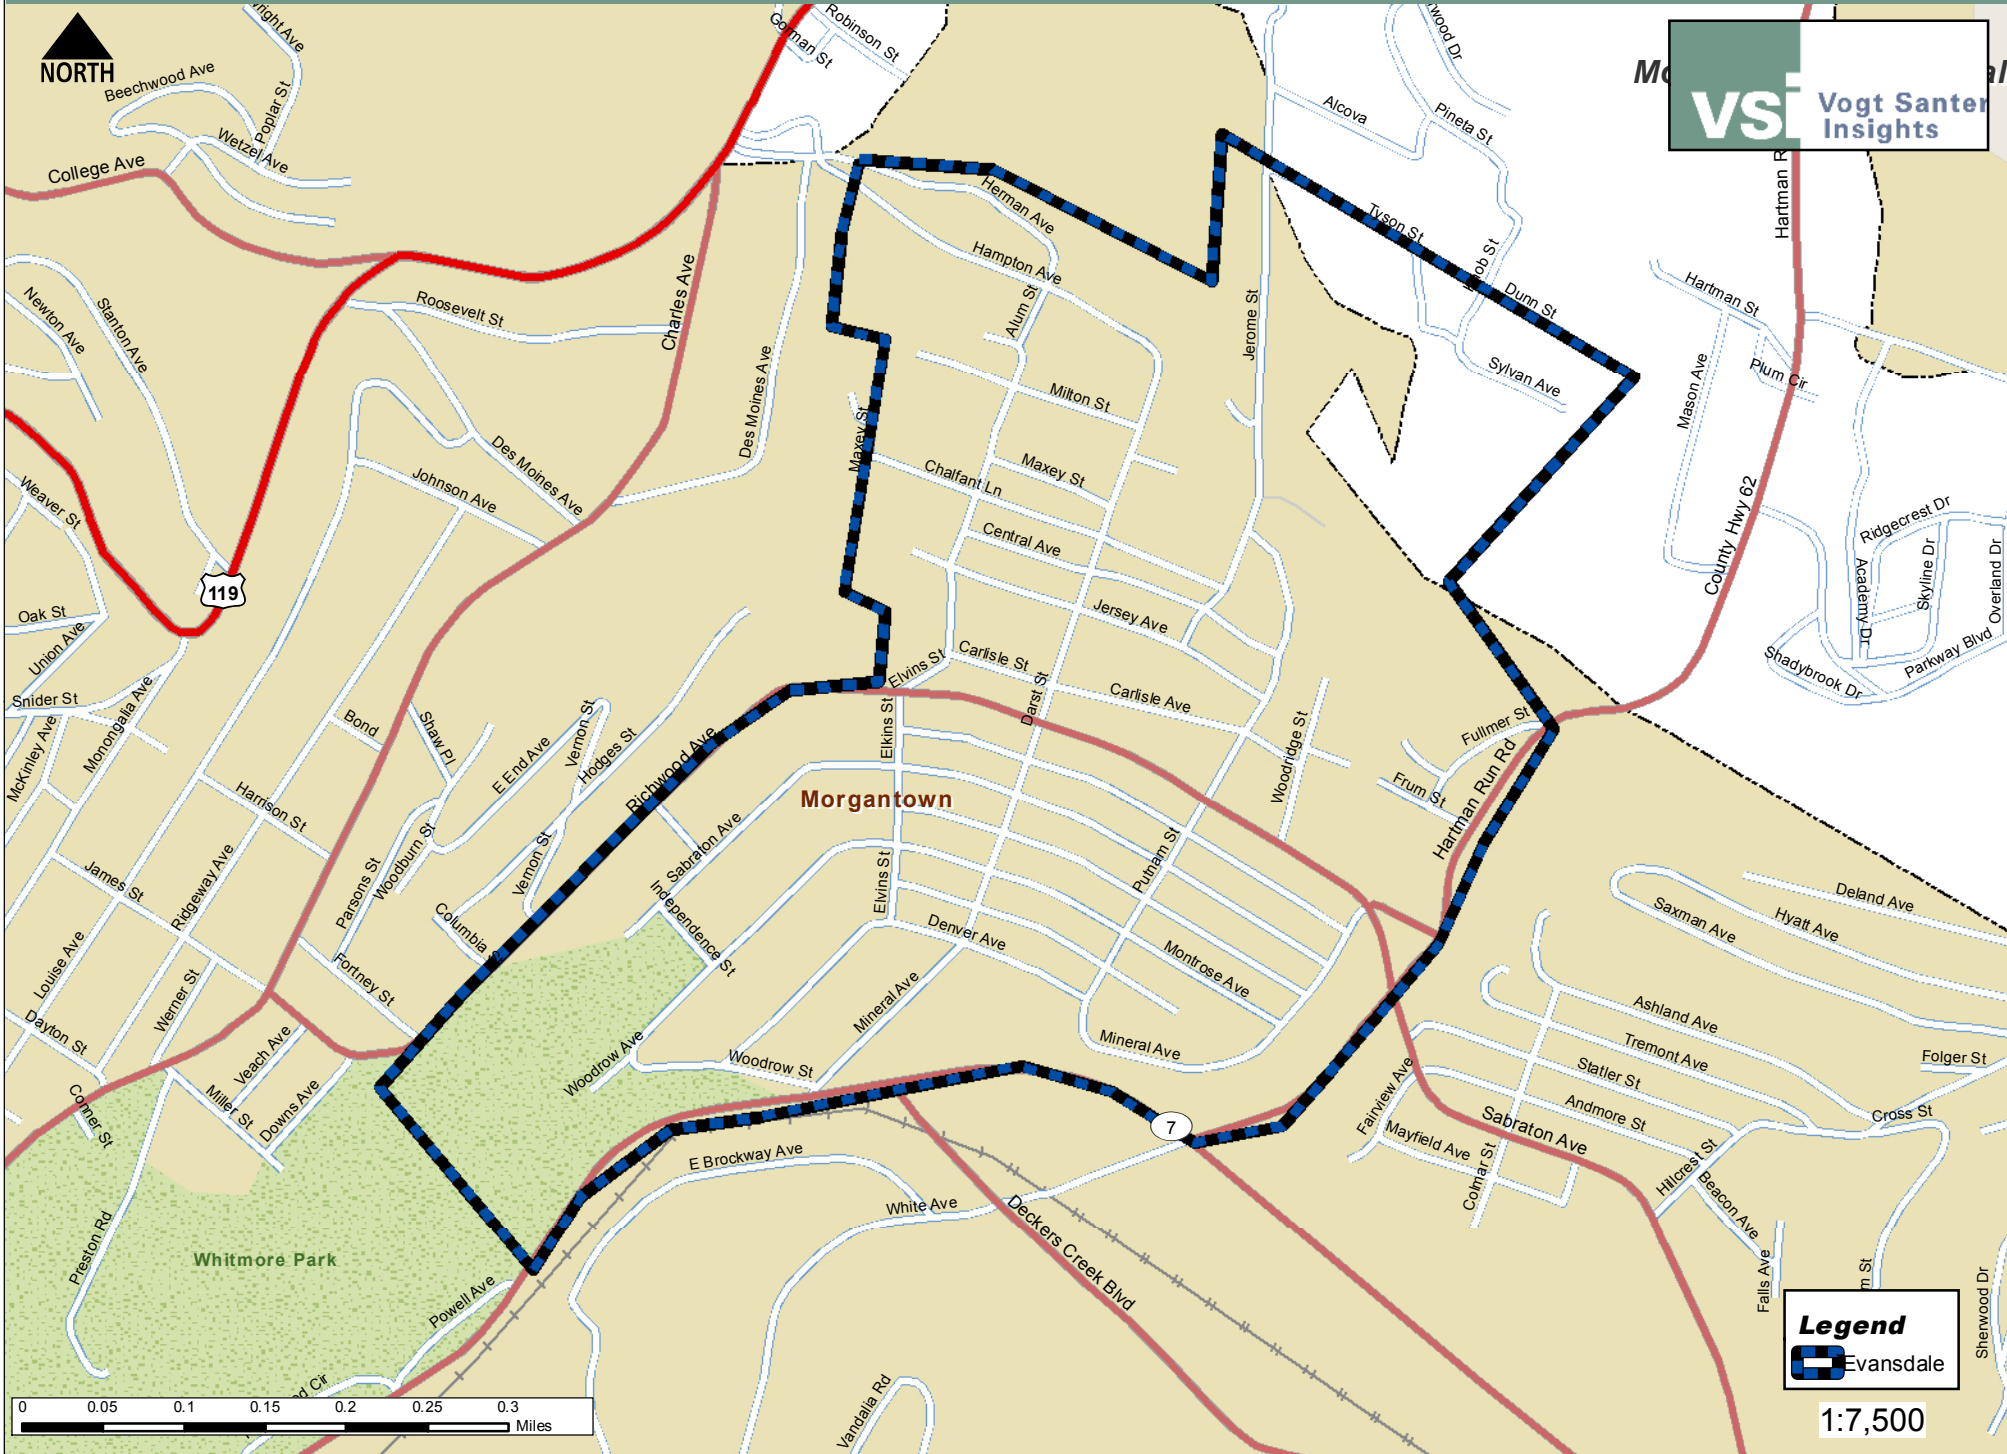 NORTH
Beechwood Ave
Poplar St
Wetzel Ave
College Ave
Gorman St
Robinson St
Alcova
Pineta St
vsi
Vogt Santer
Insights
Herman Ave
Hampton Ave
Alum St
Tyson St
Dunn St
Sylvan Ave
Jerome St
Hartman St
Mason Ave
Plum Cir
Newton Ave
Stanton Ave
Roosevelt St
Charles Ave
Des Moines Ave
Milton St
Maxey St
Maxey St
Chalfant Ln
Central Ave
Jersey Ave
Johnson Ave
Des Moines Ave
Weaver St
119
Oak St
Union Ave
Snider St
McKinley Ave
Monongalia Ave
County Hwy 62
Ridgecrest Dr
Academy Dr
Skyline Dr
Overland Dr
Shadybrook Dr
Parkway Blvd
Elvins St
Carlisle St
Carlisle Ave
Darst St
Elkins St
Bond
Shaw Pl
E End Ave
Vernon St
Hodges St
Richwood Ave
Morgantown
Woodridge St
Fullmer St
Frum St
Hartman Run Rd
Harrison St
James St
Ridgeway Ave
Parsons St
Woodburn St
Vernon St
Sabraton Ave
Independence St
Elvins St
Putnam St
Columbia
Denver Ave
Montrose Ave
Deland Ave
Hyatt Ave
Saxman Ave
Louise Ave
Werner St
Fortney St
Mineral Ave
Mineral Ave
Ashland Ave
Tremont Ave
Statler St
Andmore St
Folger St
Cross St
Dayton St
Conner St
Veach Ave
Miller St
Downs Ave
Woodrow Ave
Woodrow St
7
Fairview Ave
Mayfield Ave
Sabraton Ave
Colmar St
Hillcrest St
Beacon Ave
Falls Ave
E Brockway Ave
White Ave
Deckers Creek Blvd
Preston Rd
Whitmore Park
Powell Ave
Vandalia Rd
Sherwood Dr
Legend
Evansdale
1:7,500
0 0.05 0.1 0.15 0.2 0.25 0.3
Miles